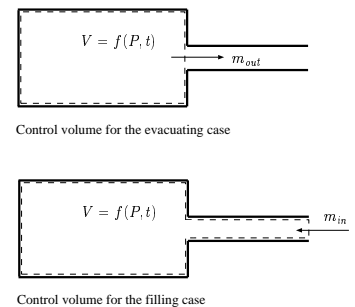 V = f(P, t)
m_out
Control volume for the evacuating case
V = f(P, t)
m_in
Control volume for the filling case